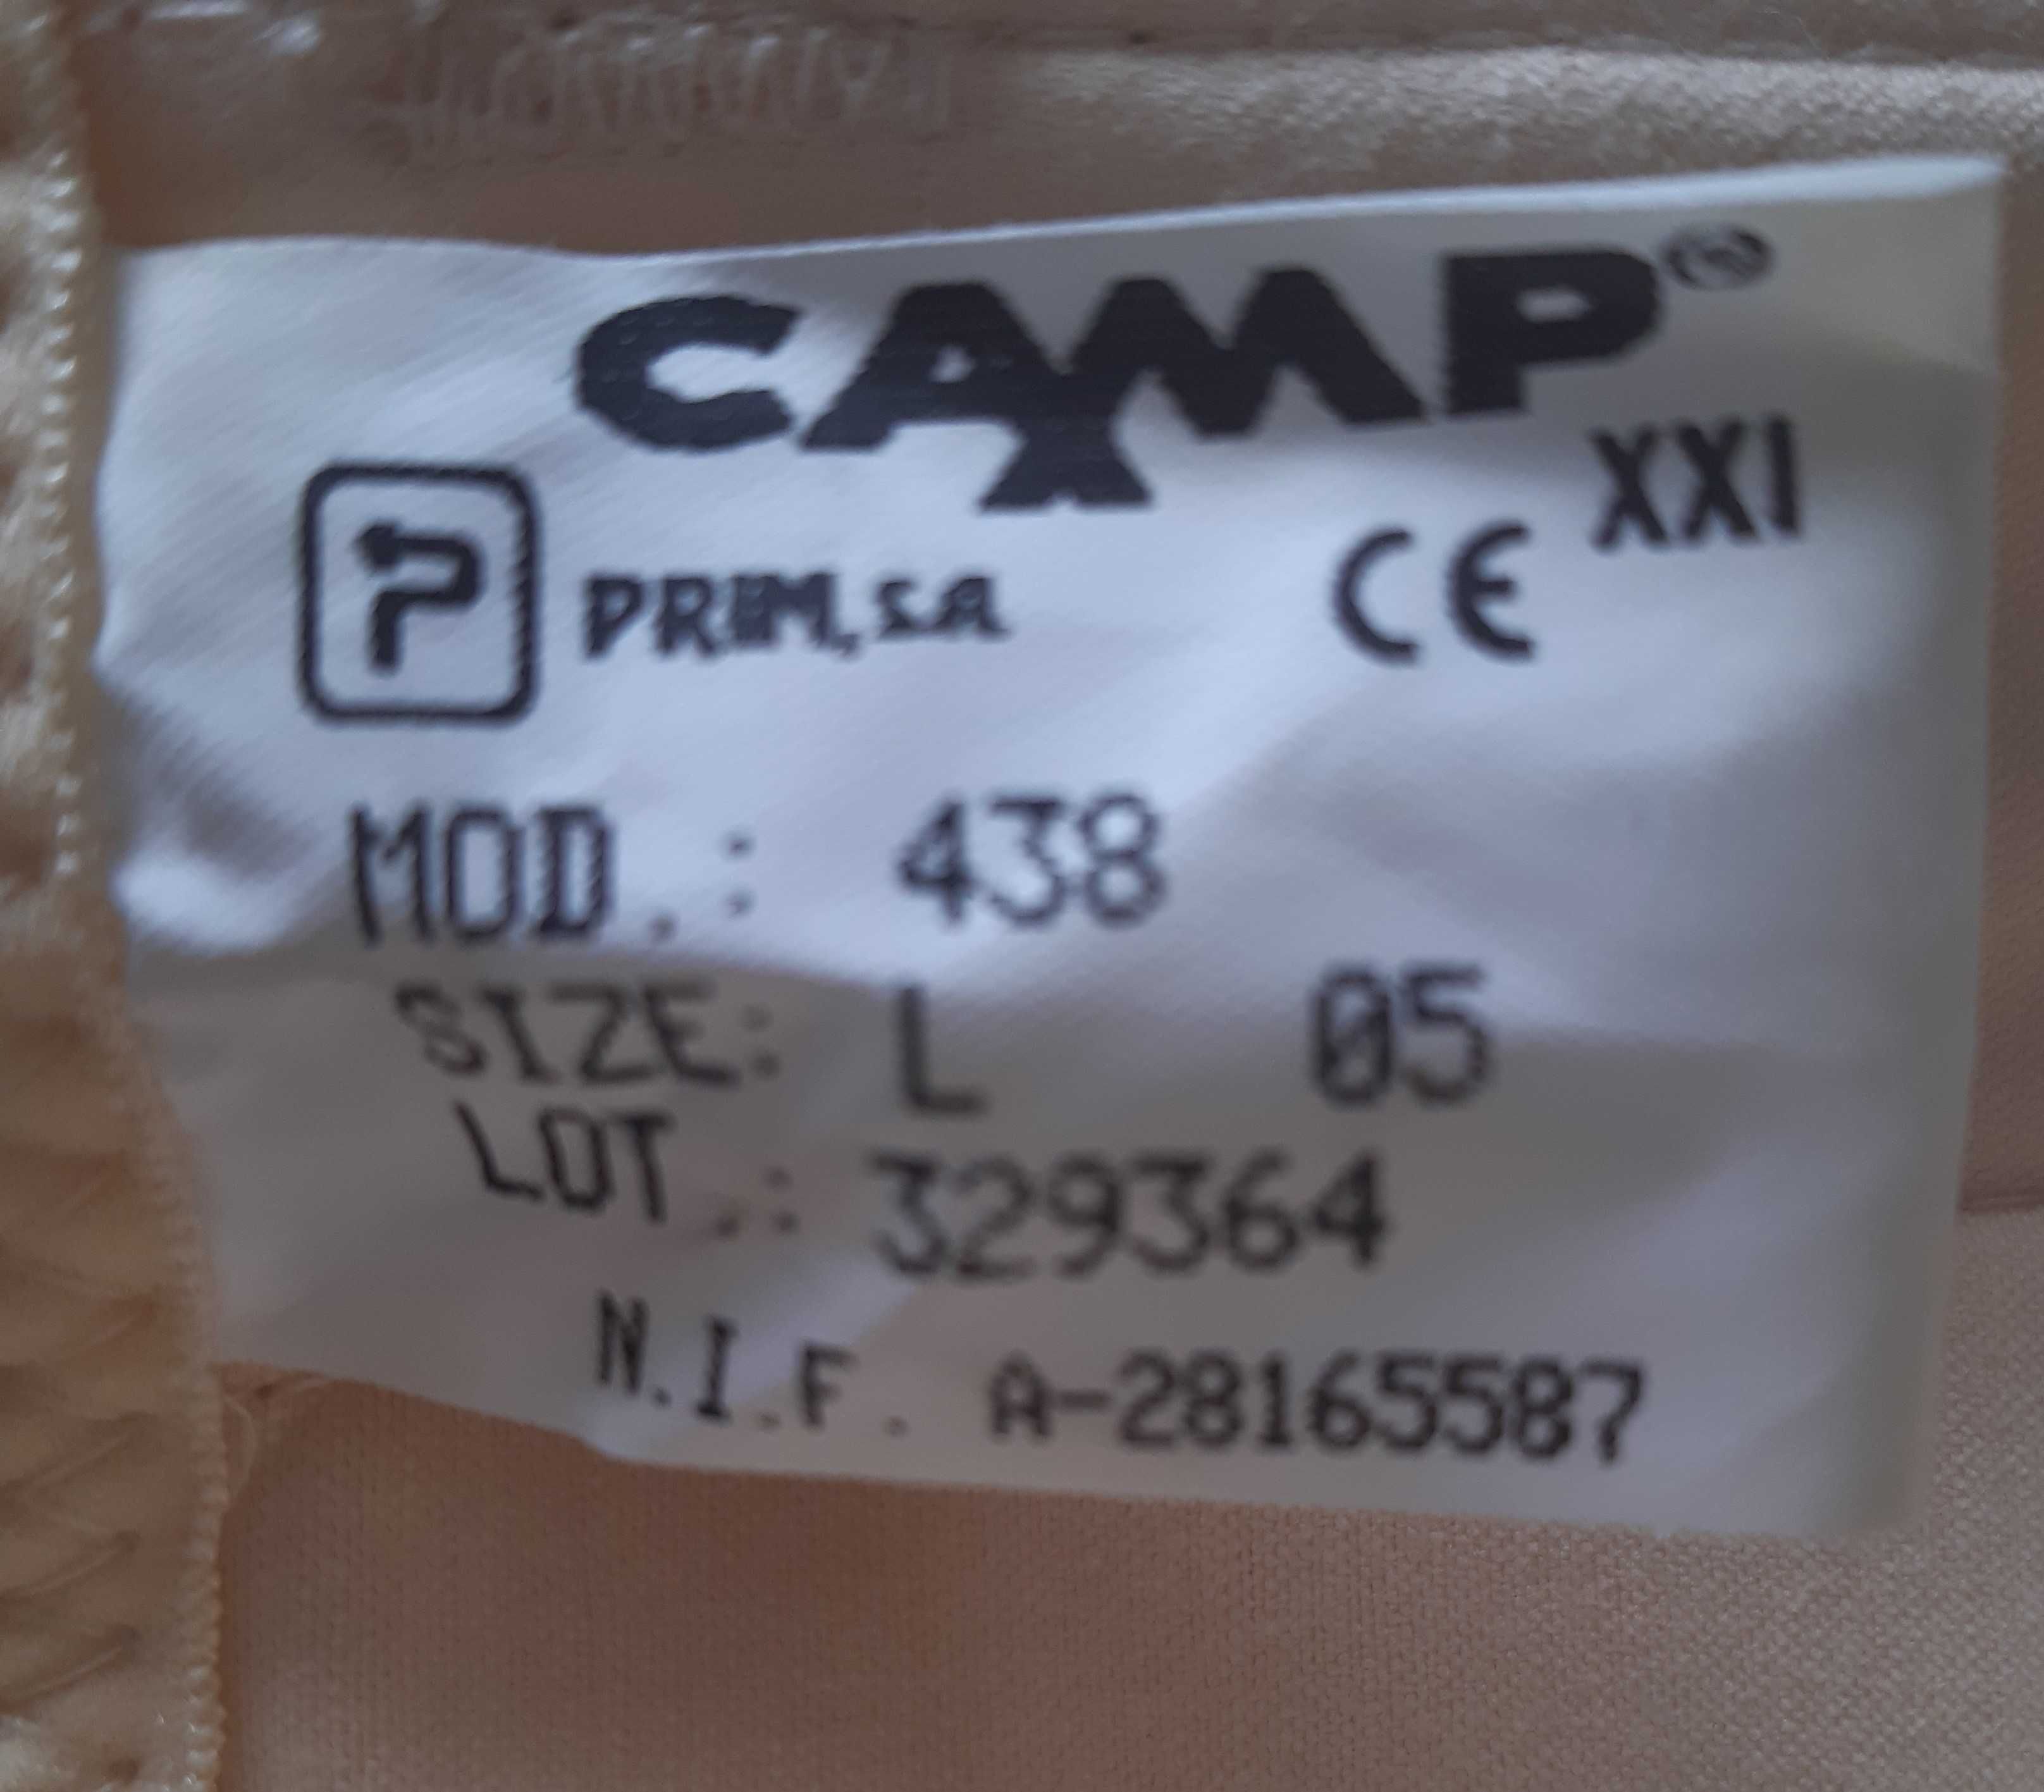 CAMP®
XXI
P PRIM, S.A CE
MOD.: 438
SIZE: L 05
LOT.: 329364
N.I.F. A-28165587